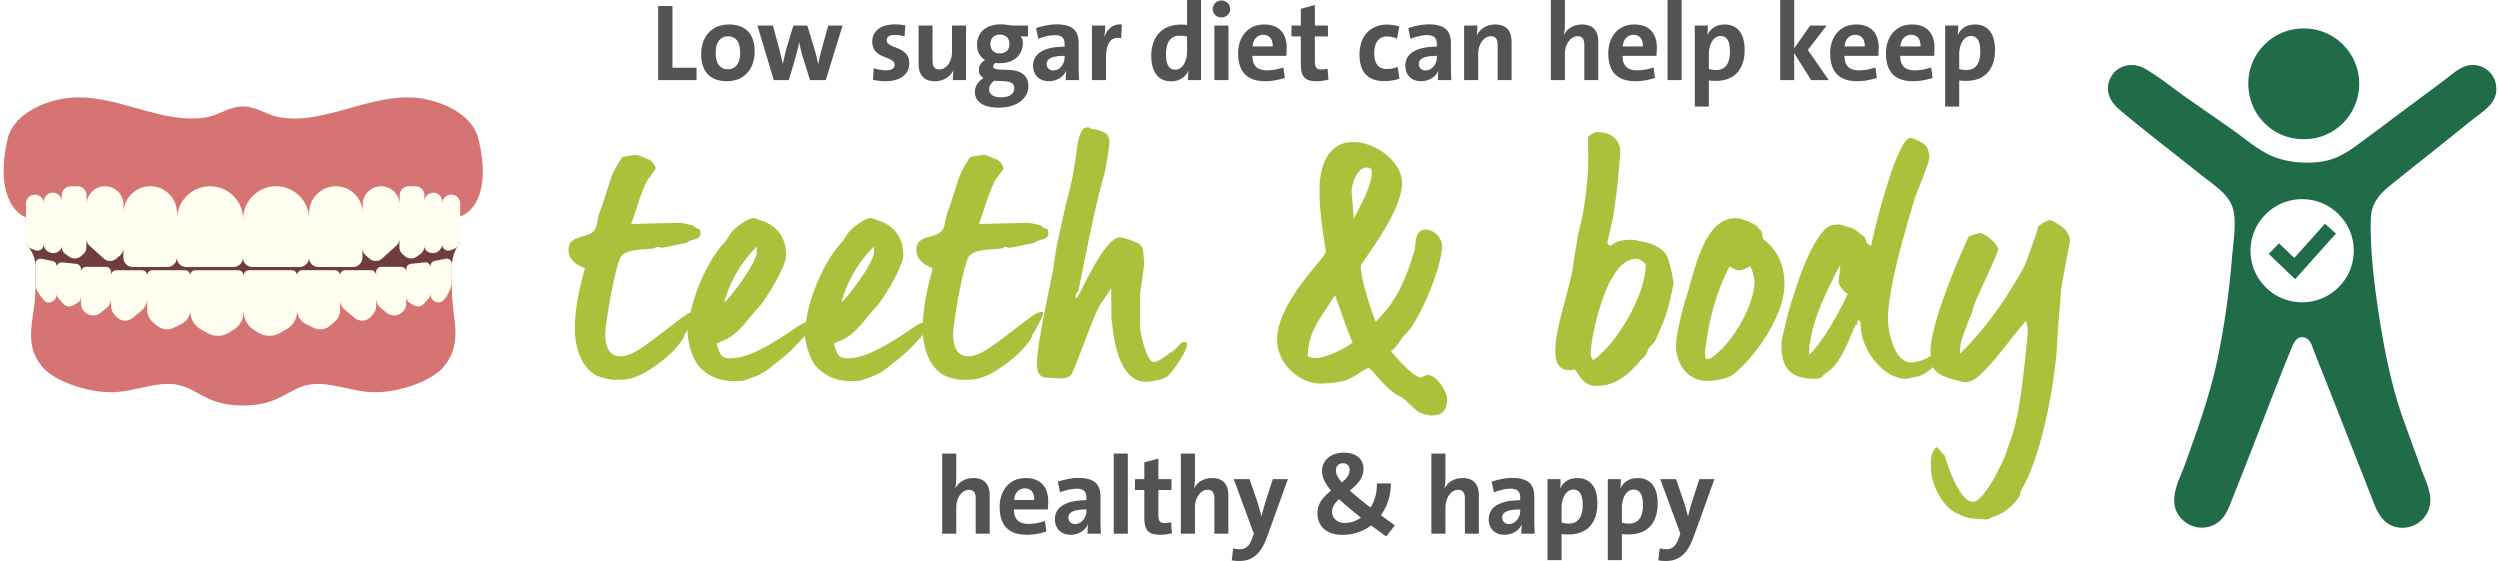 Low sugar diet can help keep
teeth & body
healthy & happy